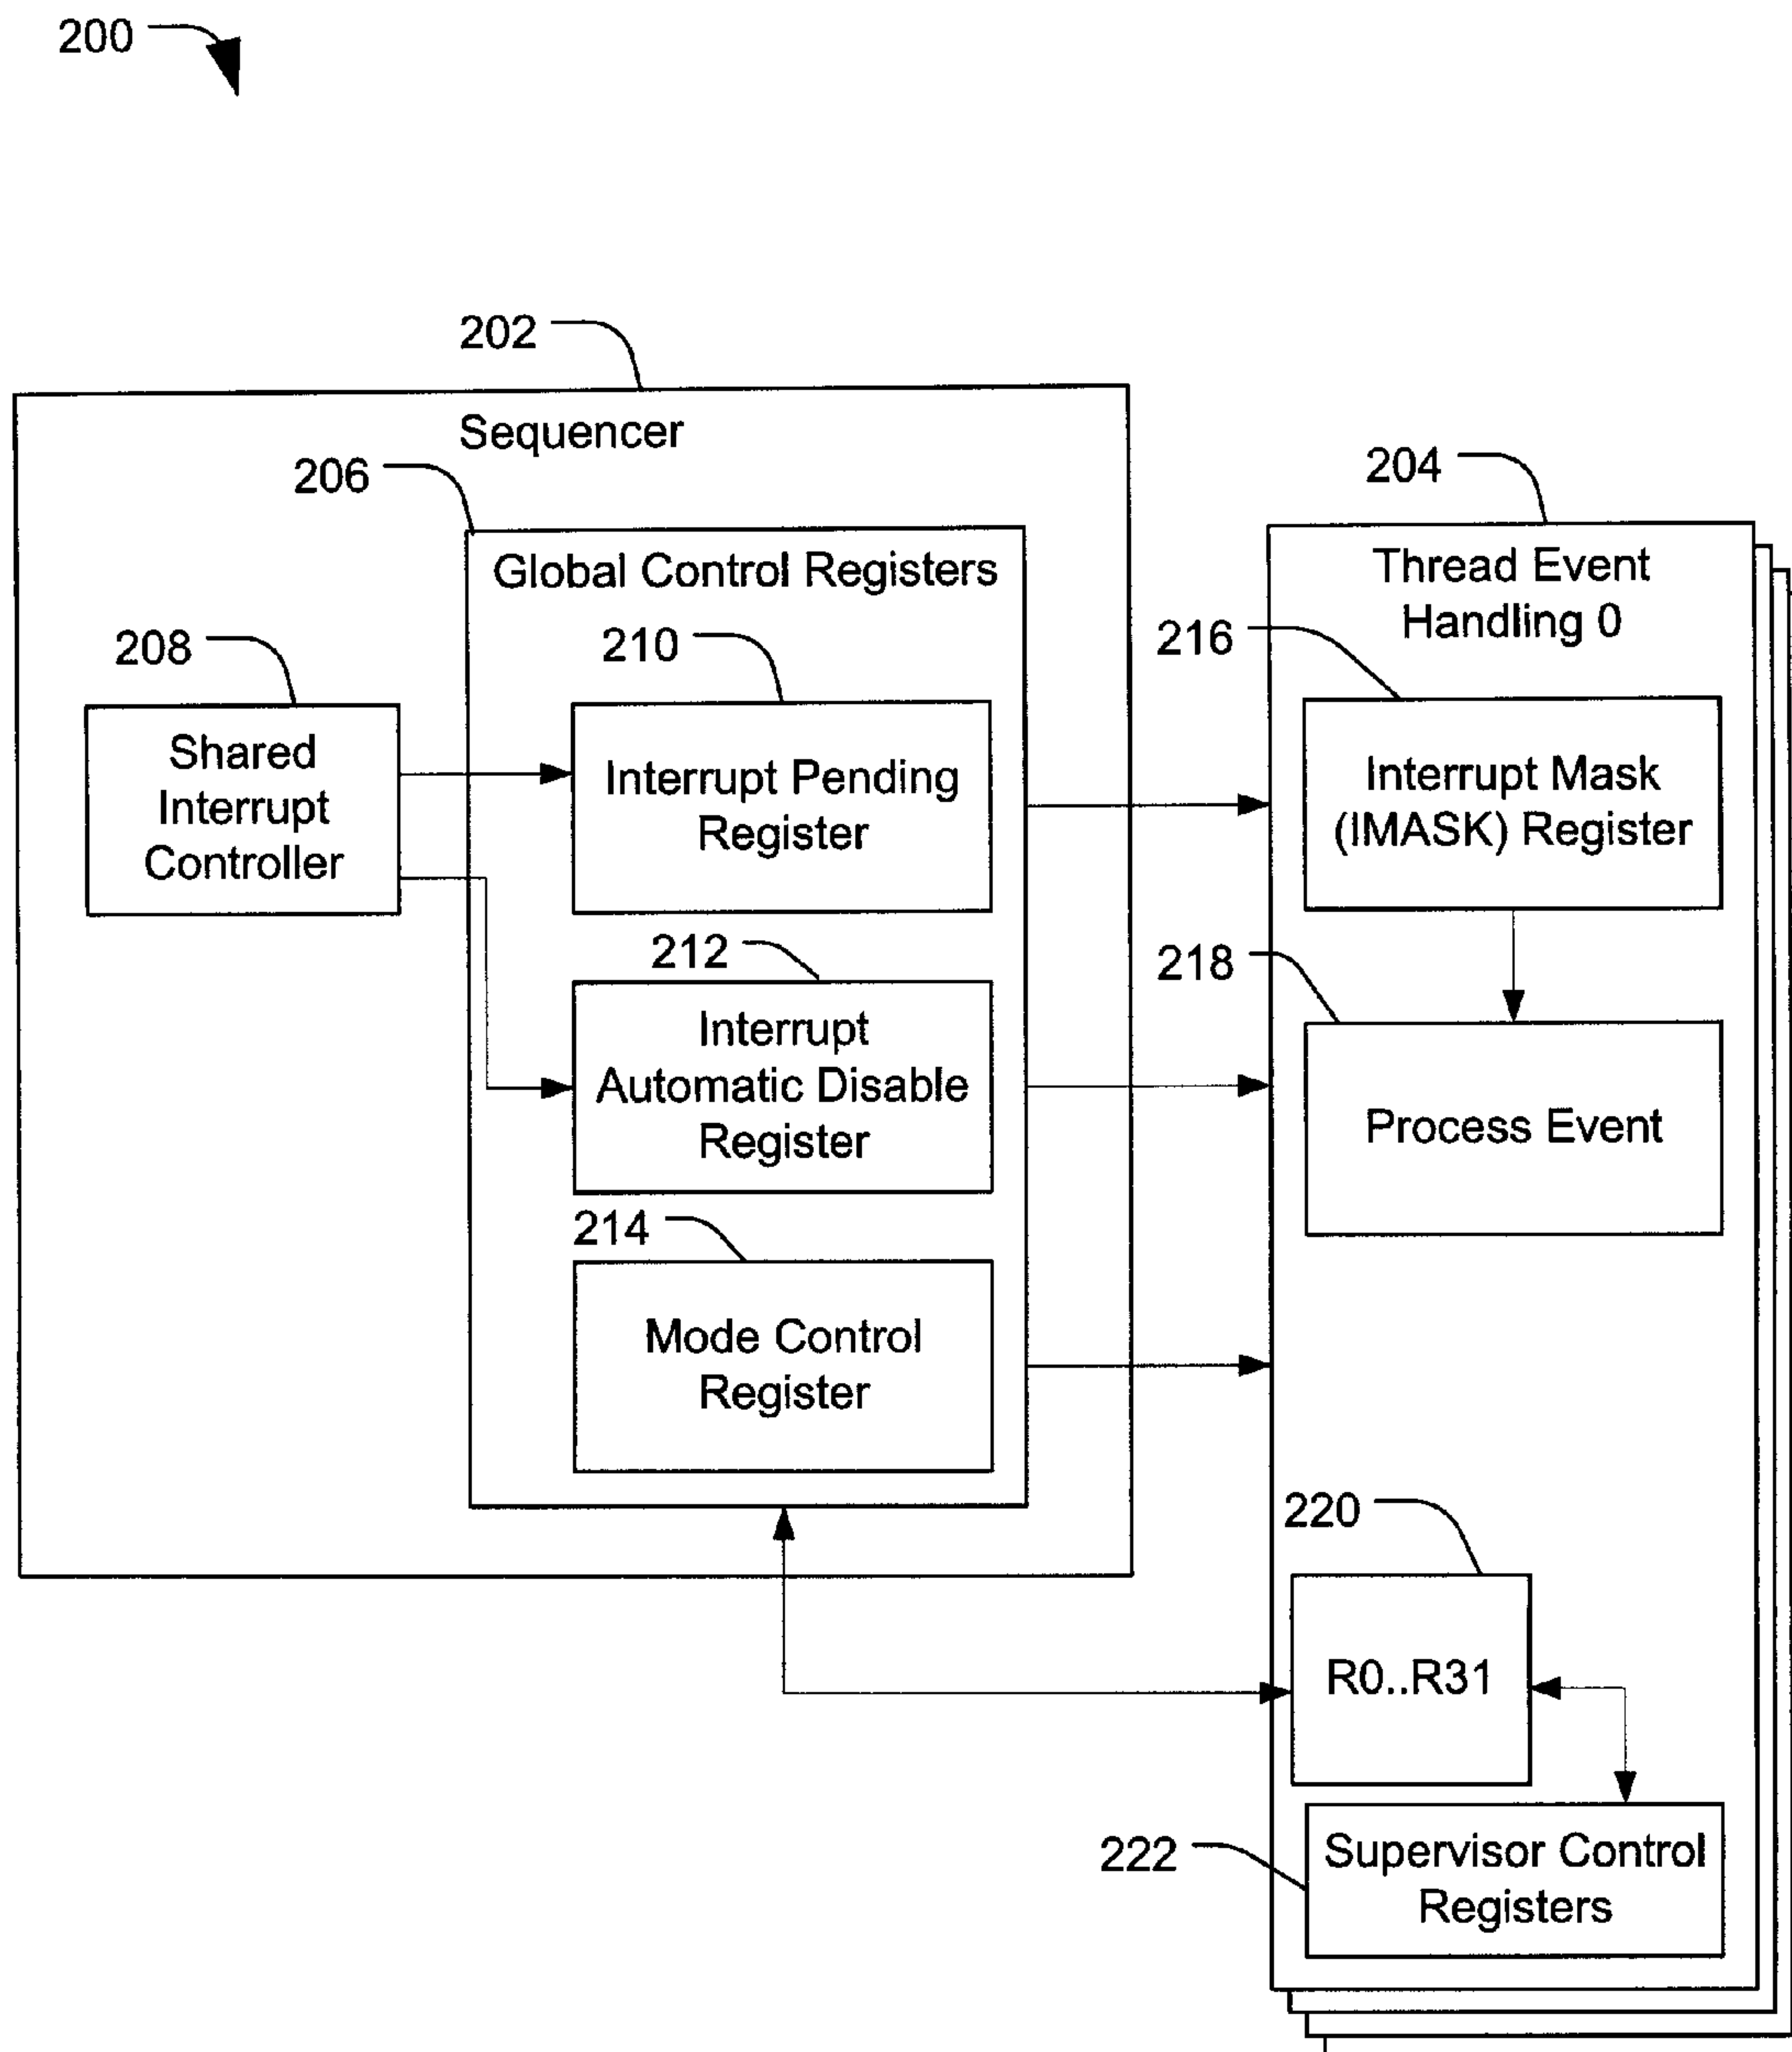 200
202
Sequencer
206
204
Global Control Registers
Thread Event
Handling 0
208
210
216
Shared
Interrupt
Controller
Interrupt Pending
Register
Interrupt Mask
(IMASK) Register
212
218
Interrupt
Automatic Disable
Register
Process Event
214
Mode Control
Register
220
R0..R31
222
Supervisor Control
Registers